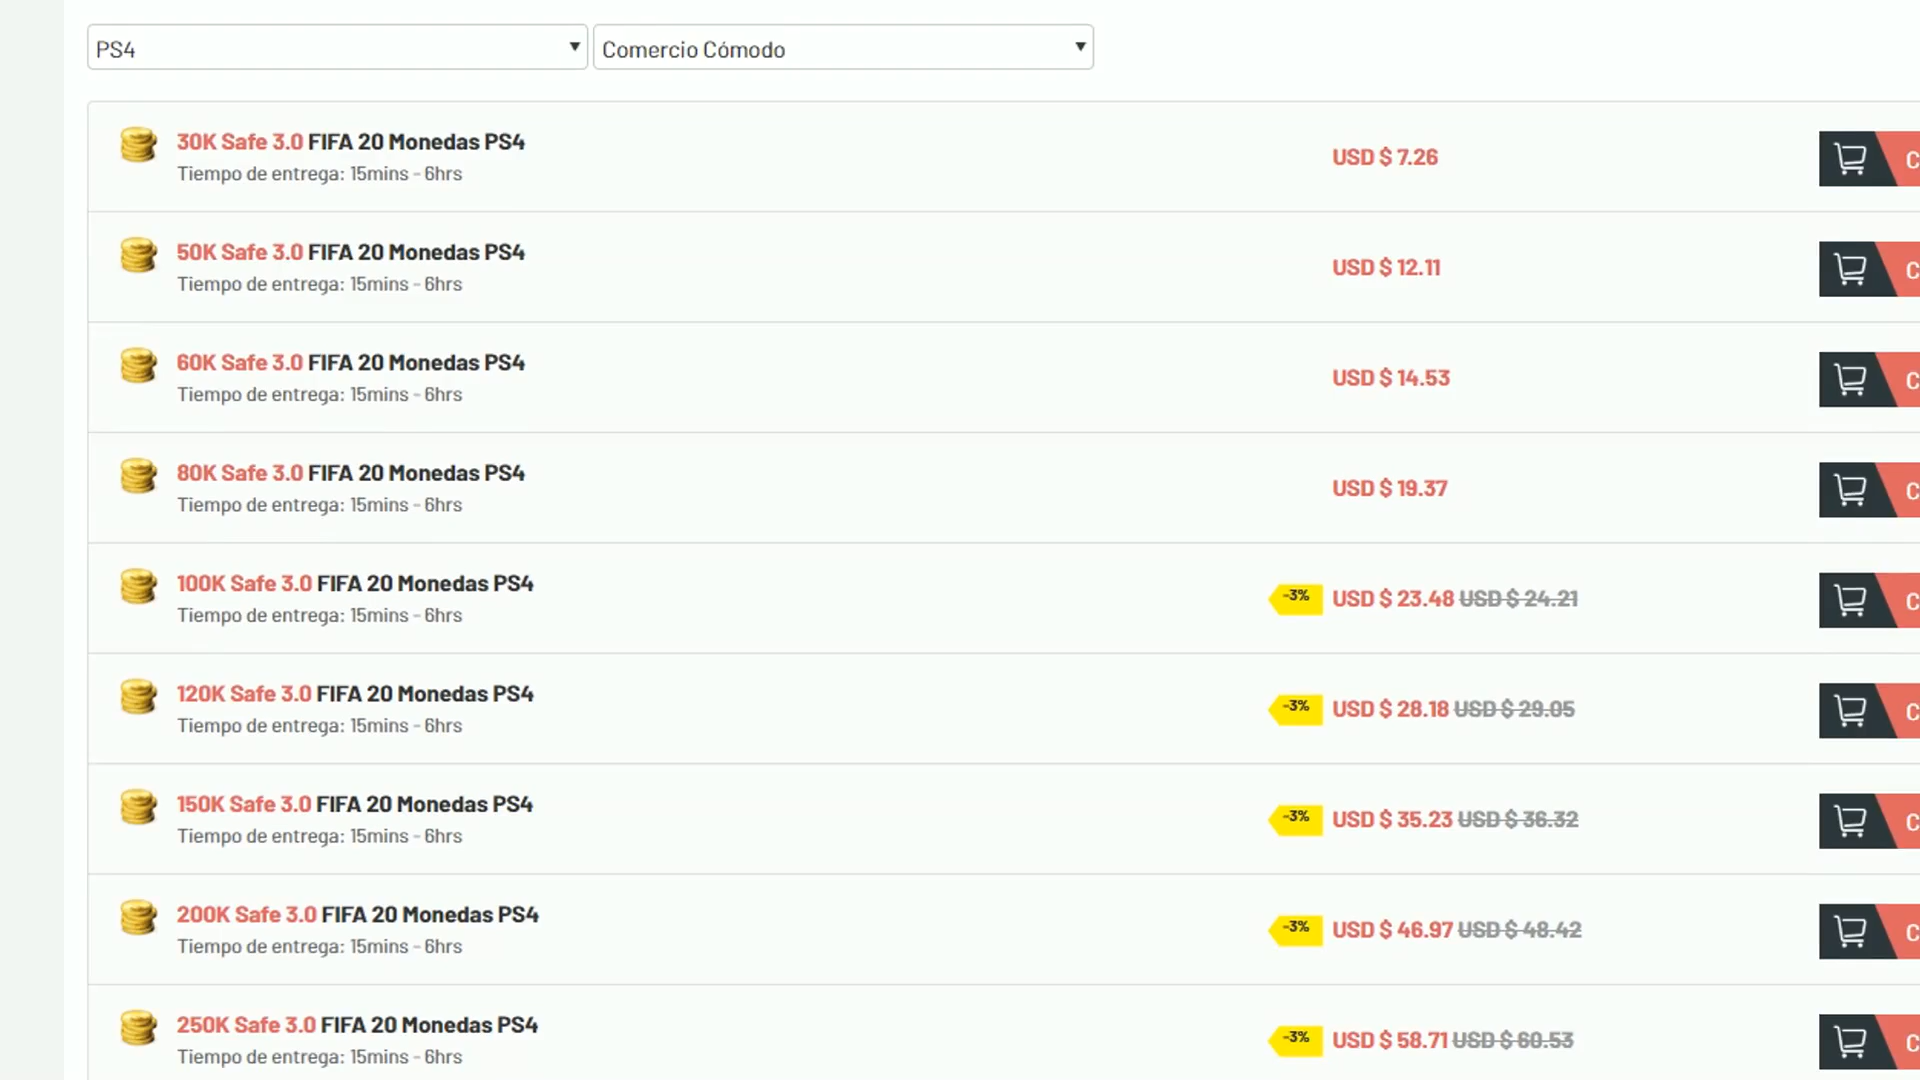 PS4
Comercio Cómodo
30K Safe 3.0 FIFA 20 Monedas PS4
Tiempo de entrega: 15mins - 6hrs
USD $ 7.26
C
50K Safe 3.0 FIFA 20 Monedas PS4
Tiempo de entrega: 15mins - 6hrs
USD $ 12.11
C
60K Safe 3.0 FIFA 20 Monedas PS4
Tiempo de entrega: 15mins - 6hrs
USD $ 14.53
C
80K Safe 3.0 FIFA 20 Monedas PS4
Tiempo de entrega: 15mins - 6hrs
USD $ 19.37
C
100K Safe 3.0 FIFA 20 Monedas PS4
Tiempo de entrega: 15mins - 6hrs
-3% USD $ 23.48 USD $ 24.21
C
120K Safe 3.0 FIFA 20 Monedas PS4
Tiempo de entrega: 15mins - 6hrs
-3% USD $ 28.18 USD $ 29.05
C
150K Safe 3.0 FIFA 20 Monedas PS4
Tiempo de entrega: 15mins - 6hrs
-3% USD $ 35.23 USD $ 36.32
C
200K Safe 3.0 FIFA 20 Monedas PS4
Tiempo de entrega: 15mins - 6hrs
-3% USD $ 46.97 USD $ 48.42
C
250K Safe 3.0 FIFA 20 Monedas PS4
Tiempo de entrega: 15mins - 6hrs
-3% USD $ 58.71 USD $ 60.53
C